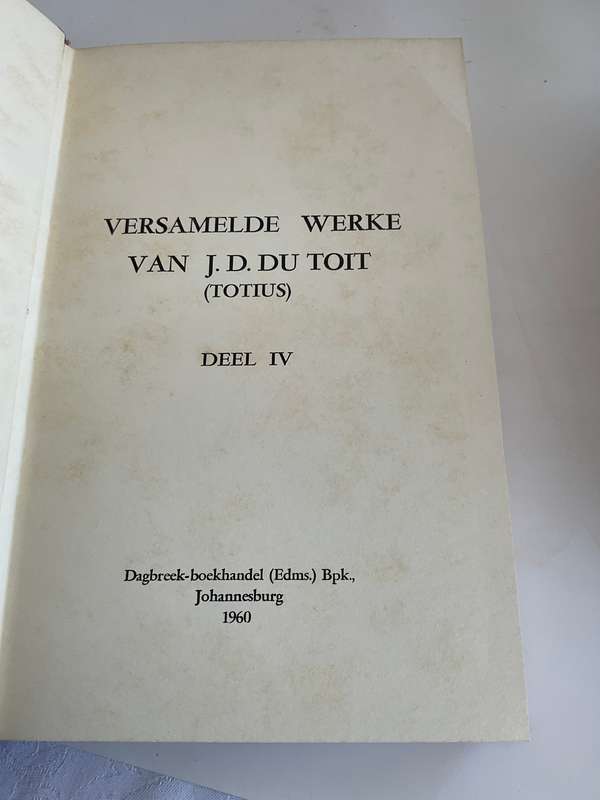 VERSAMELDE WERKE
VAN J. D. DU TOIT
(TOTIUS)
DEEL IV
Dagbreek-boekhandel (Edms.) Bpk.,
Johannesburg
1960